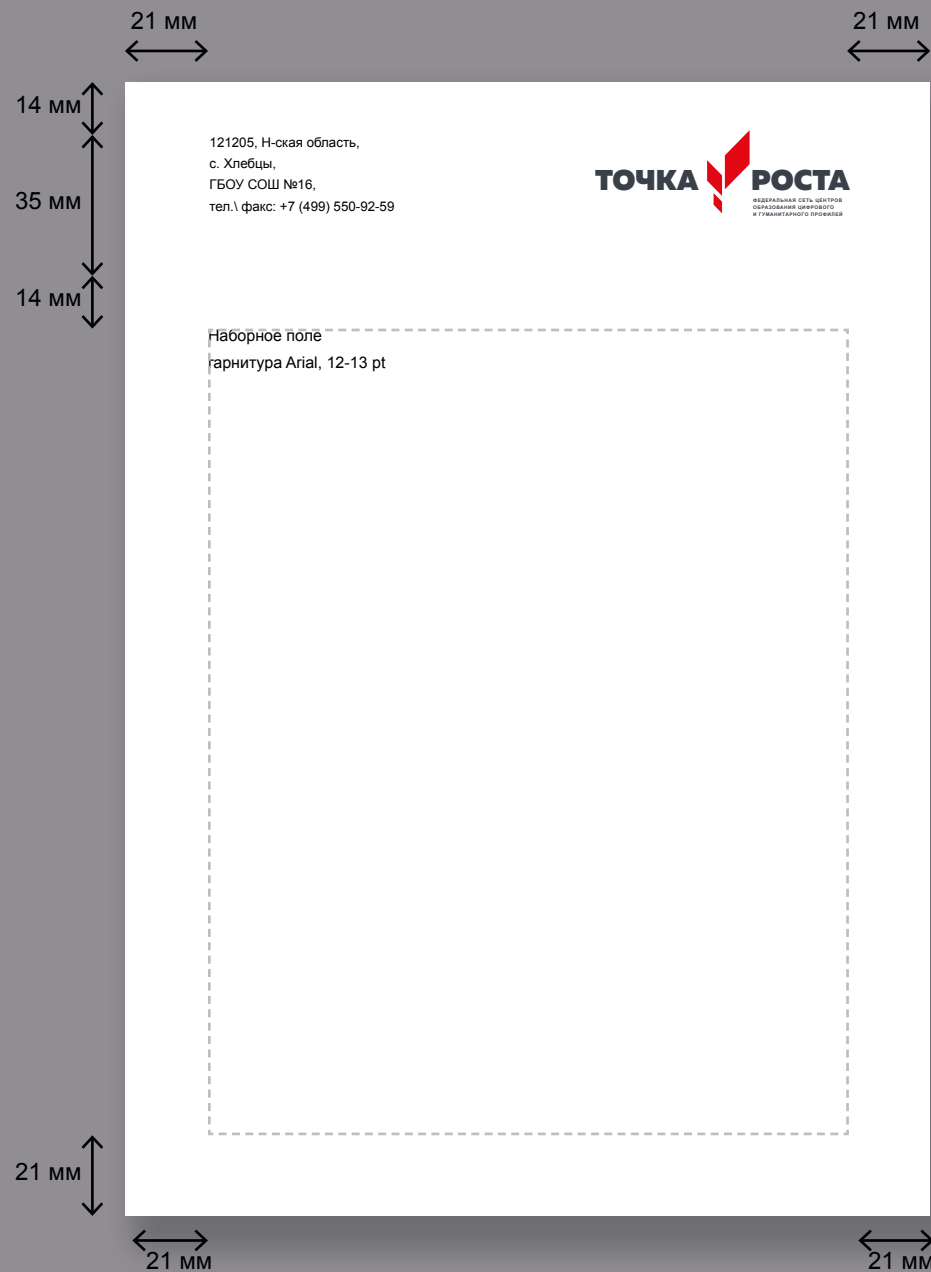 21 мм
21 мм
14 мм
35 мм
14 мм
121205, Н-ская область,
с. Хлебцы,
ГБОУ СОШ №16,
тел.\ факс: +7 (499) 550-92-59
ТОЧКА РОСТА
ФЕДЕРАЛЬНАЯ СЕТЬ ЦЕНТРОВ
ОБРАЗОВАНИЯ ЦИФРОВОГО
И ГУМАНИТАРНОГО ПРОФИЛЕЙ
Наборное поле
гарнитура Arial, 12-13 pt
21 мм
21 мм
21 мм